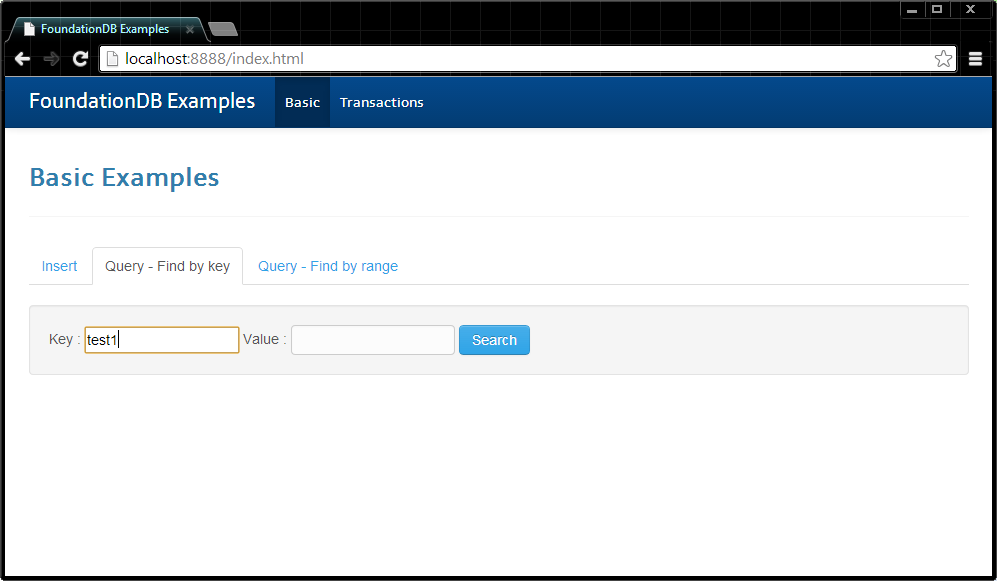 FoundationDB Examples
localhost:8888/index.html
FoundationDB Examples Basic Transactions
Basic Examples
Insert Query - Find by key Query - Find by range
Key : test1 Value : Search